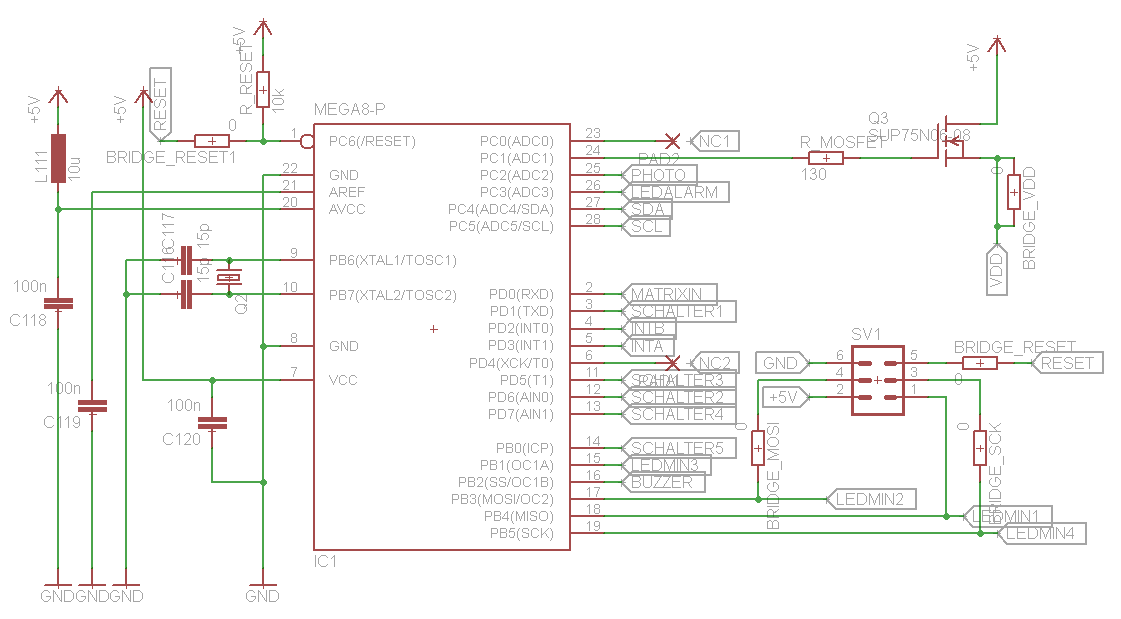 +5V
+5V
+5V
RESET
R_RESET
10k
MEGA8-P
0
BRIDGE_RESET1
L111
10u
1
PC6(/RESET)
22
GND
21
AREF
20
AVCC
9
PB6(XTAL1/TOSC1)
10
PB7(XTAL2/TOSC2)
8
GND
7
VCC
C116
C117
15p
15p
Q2
100n
C118
100n
C119
100n
C120
GND
GND
GND
GND
IC1
PC0(ADC0)
23
NC1
PC1(ADC1)
24
PAD2
PC2(ADC2)
25
PHOTO
PC3(ADC3)
26
LEDALARM
PC4(ADC4/SDA)
27
SDA
PC5(ADC5/SCL)
28
SCL
PD0(RXD)
2
MATRIXIN
PD1(TXD)
3
SCHALTER1
PD2(INT0)
4
INTB
PD3(INT1)
5
INTA
PD4(XCK/T0)
6
NC2
PD5(T1)
11
SCHALTER3
PD6(AIN0)
12
SCHALTER2
PD7(AIN1)
13
SCHALTER4
PB0(ICP)
14
SCHALTER5
PB1(OC1A)
15
LEDMIN3
PB2(SS/OC1B)
16
BUZZER
PB3(MOSI/OC2)
17
LEDMIN2
PB4(MISO)
18
LEDMIN1
PB5(SCK)
19
LEDMIN4
R_MOSFET
130
Q3
SUP75N06-08
+5V
0
BRIDGE_VDD
VDD
SV1
GND
+5V
6
4
2
5
3
1
BRIDGE_RESET
0
RESET
0
BRIDGE_MOSI
0
BRIDGE_SCK